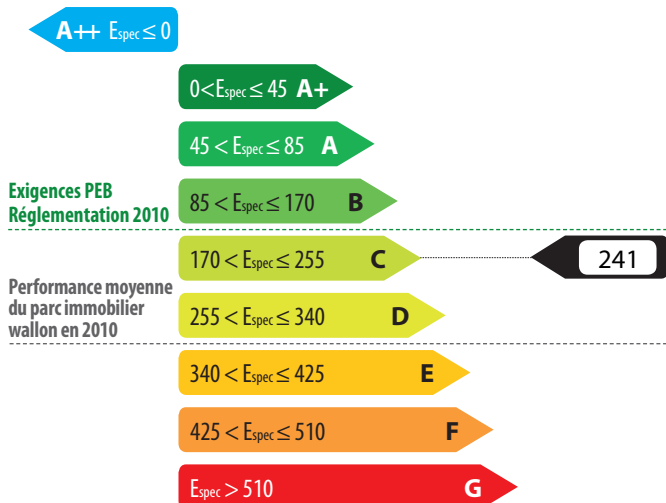 A++ Espec ≤ 0
0 < Espec ≤ 45 A+
45 < Espec ≤ 85 A
Exigences PEB
Réglementation 2010
85 < Espec ≤ 170 B
170 < Espec ≤ 255 C
241
Performance moyenne
du parc immobilier
wallon en 2010
255 < Espec ≤ 340 D
340 < Espec ≤ 425 E
425 < Espec ≤ 510 F
Espec > 510 G